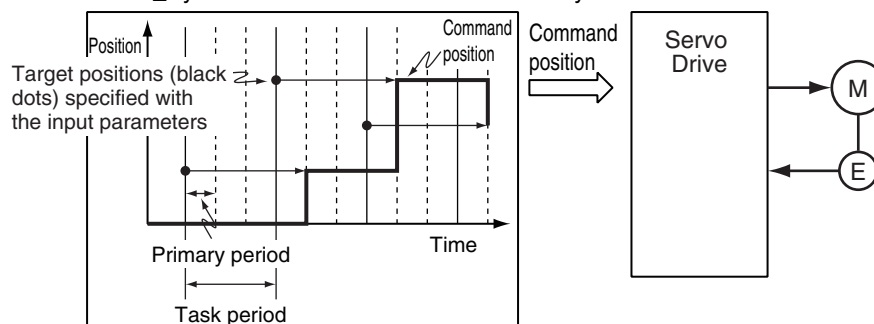 Position
Command
position
Target positions (black
dots) specified with
the input parameters
Time
Primary period
Task period
Command
position
Servo
Drive
M
E